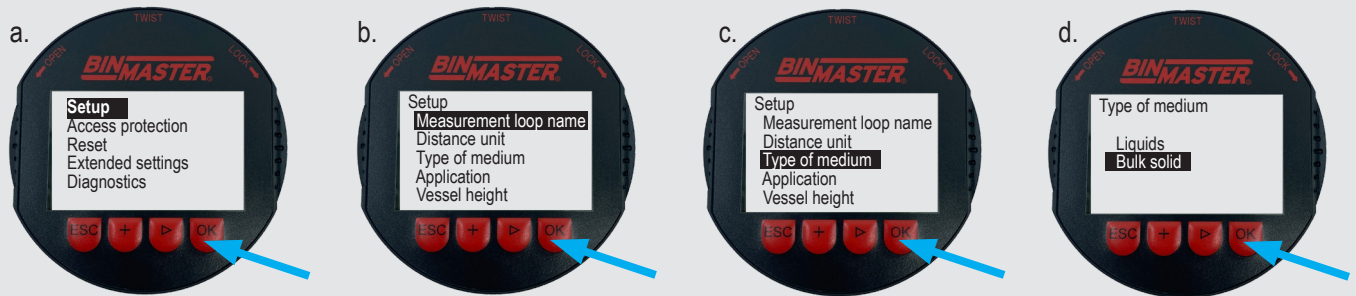 a.
TWIST
OPEN
LOCK
BINMASTER®
Setup
Access protection
Reset
Extended settings
Diagnostics
ESC + ▷ OK
b.
TWIST
OPEN
LOCK
BINMASTER®
Setup
Measurement loop name
Distance unit
Type of medium
Application
Vessel height
ESC + ▷ OK
c.
TWIST
OPEN
LOCK
BINMASTER®
Setup
Measurement loop name
Distance unit
Type of medium
Application
Vessel height
ESC + ▷ OK
d.
TWIST
OPEN
LOCK
BINMASTER®
Type of medium
Liquids
Bulk solid
ESC + ▷ OK